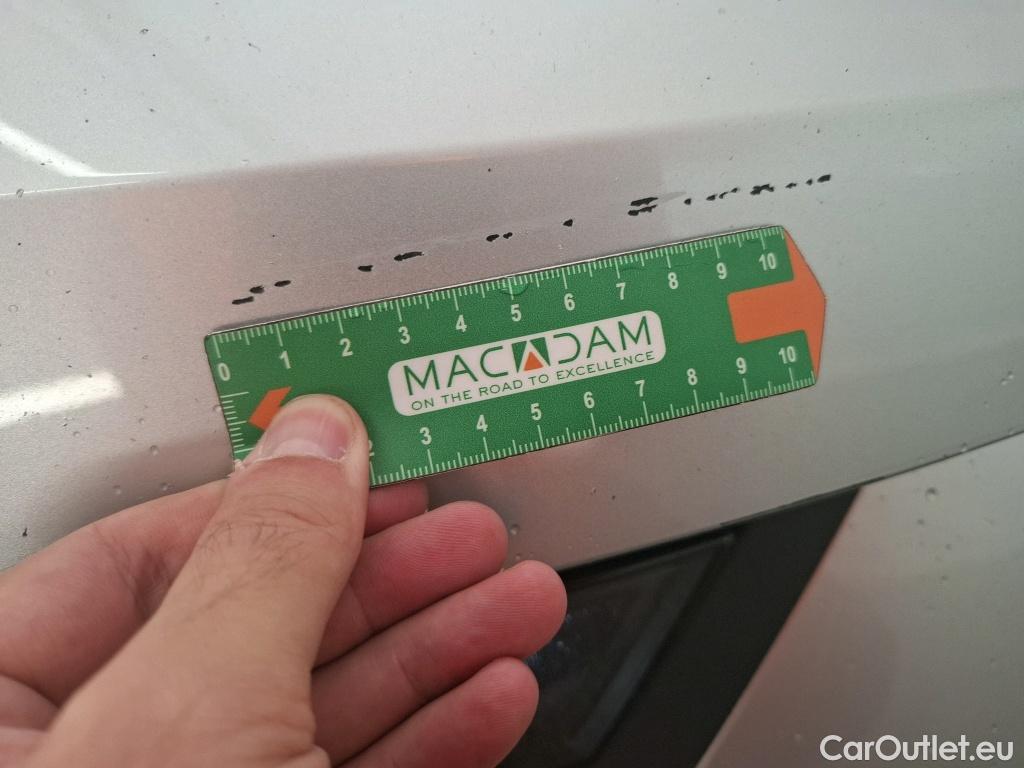 0 1 2 3 4 5 6 7 8 9 10
MACADAM
ON THE ROAD TO EXCELLENCE
3 4 5 6 7 8 9 10
CarOutlet.eu